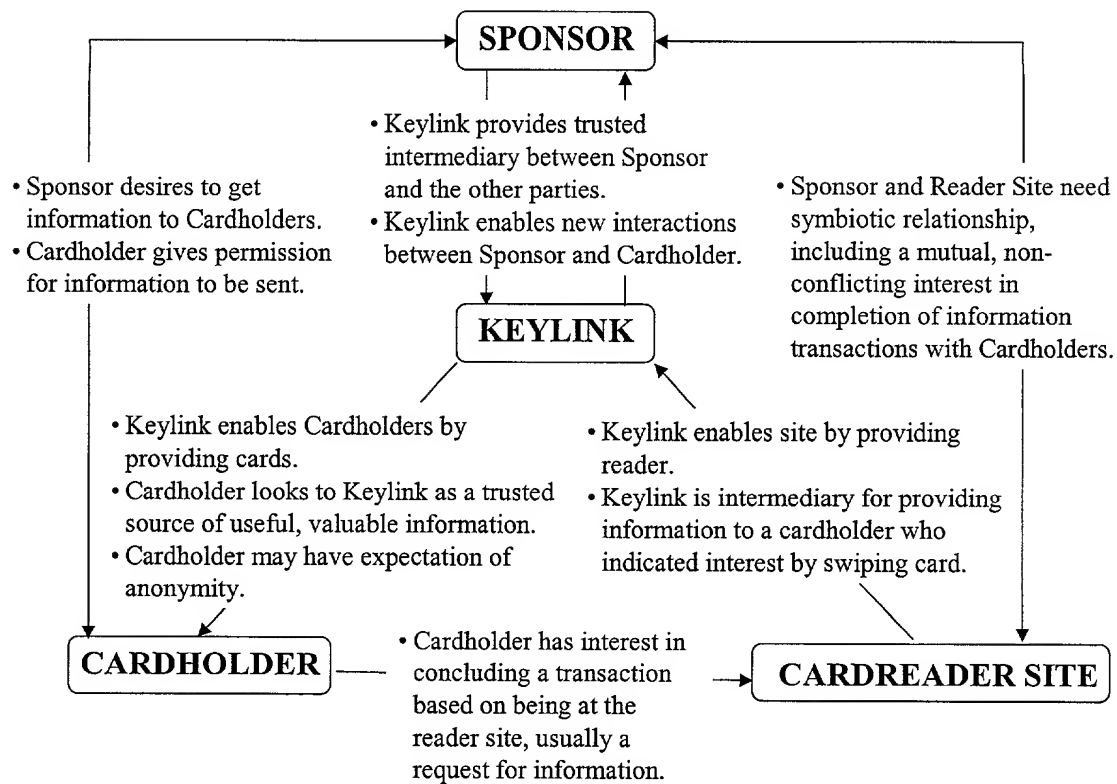 SPONSOR
• Keylink provides trusted
intermediary between Sponsor
and the other parties.
• Keylink enables new interactions
between Sponsor and Cardholder.
• Sponsor desires to get
information to Cardholders.
• Cardholder gives permission
for information to be sent.
• Sponsor and Reader Site need
symbiotic relationship,
including a mutual, non-
conflicting interest in
completion of information
transactions with Cardholders.
KEYLINK
• Keylink enables Cardholders by
providing cards.
• Cardholder looks to Keylink as a trusted
source of useful, valuable information.
• Cardholder may have expectation of
anonymity.
• Keylink enables site by providing
reader.
• Keylink is intermediary for providing
information to a cardholder who
indicated interest by swiping card.
CARDHOLDER
• Cardholder has interest in
concluding a transaction
based on being at the
reader site, usually a
request for information.
CARDREADER SITE